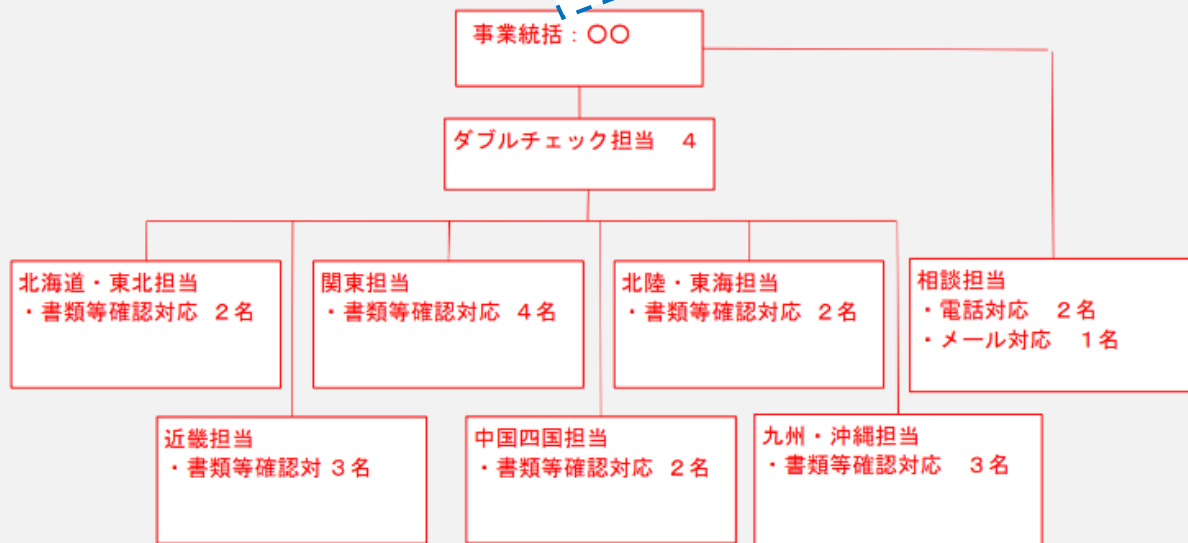 事業統括：〇〇
ダブルチェック担当　４
北海道・東北担当
・書類等確認対応 ２名
関東担当
・書類等確認対応 ４名
北陸・東海担当
・書類等確認対応 ２名
相談担当
・電話対応　２名
・メール対応　１名
近畿担当
・書類等確認対 ３名
中国四国担当
・書類等確認対応 ２名
九州・沖縄担当
・書類等確認対応　３名